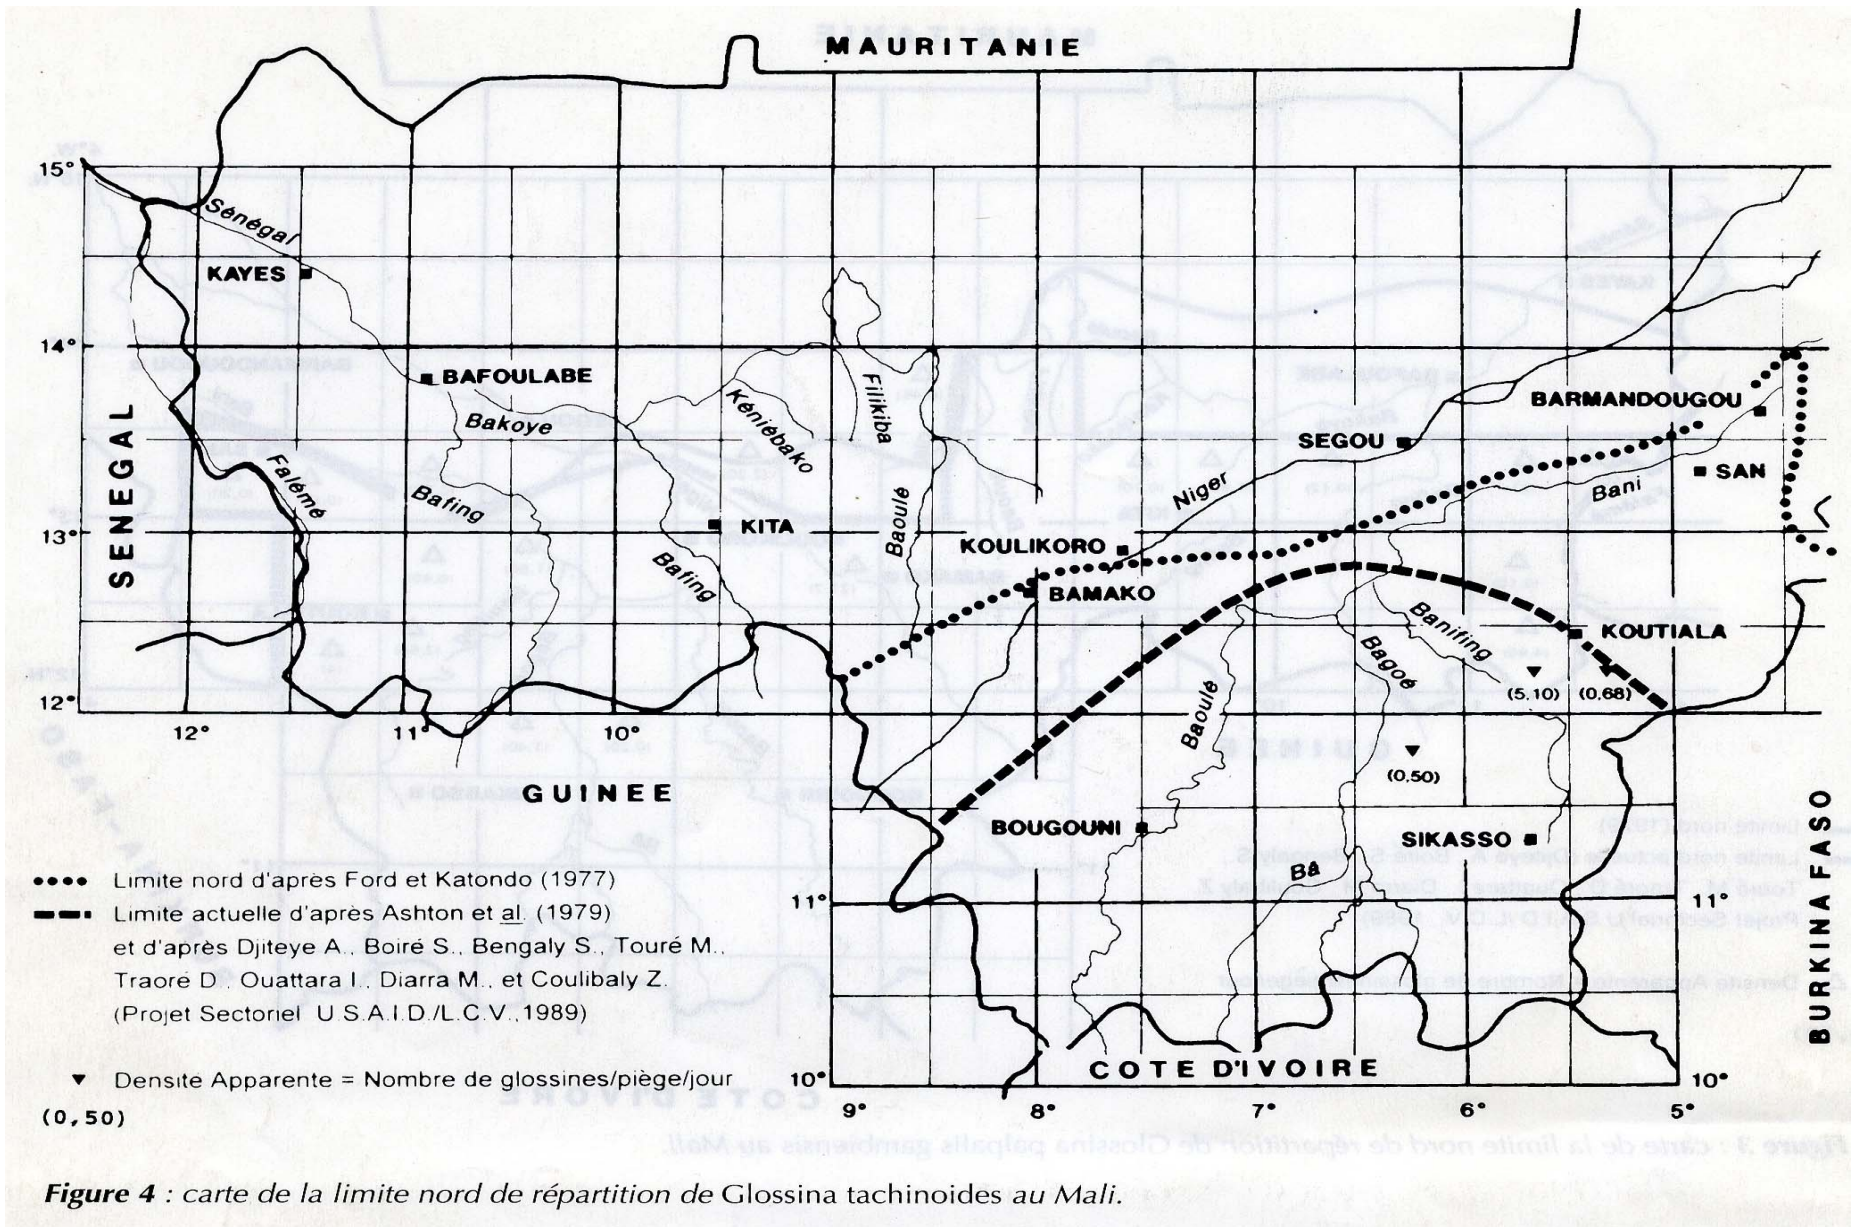 MAURITANIE
15°
Sénégal
KAYES
14°
BAFOULABE
Bakoye
Kéniébako
Filikiba
BARMANDOUGOU
SEGOU
SENEGAL
Falémé
Bafing
Niger
Bani
SAN
KITA
Baoulé
13°
KOULIKORO
Bafing
BAMAKO
Banifing
KOUTIALA
Bagoé
(5,10) (0,68)
12°
12° 11° 10°
Baoulé
(0,50)
GUINEE
BOUGOUNI
SIKASSO
BURKINA FASO
Ba
11°
11°
10°
COTE D'IVOIRE
10°
9° 8° 7° 6° 5°
Limite nord d'après Ford et Katondo (1977)
Limite actuelle d'après Ashton et al. (1979)
et d'après Djiteye A., Boiré S., Bengaly S., Touré M.,
Traoré D., Ouattara I., Diarra M., et Coulibaly Z.
(Projet Sectoriel U.S.A.I.D./L.C.V.,1989)
Densité Apparente = Nombre de glossines/piège/jour
(0,50)
Figure 4 : carte de la limite nord de répartition de Glossina tachinoides au Mali.